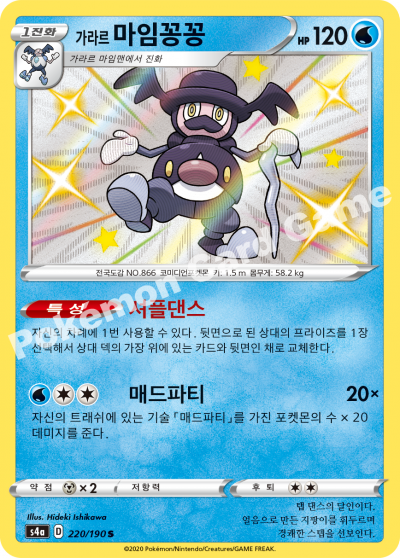 1진화
가라르 마임꽁꽁
HP 120
가라르 마임맨에서 진화
전국도감 NO.866 코미디언포켓몬 키: 1.5 m 몸무게: 58.2 kg
특성 셔플댄스
자신의 차례에 1번 사용할 수 있다. 뒷면으로 된 상대의 프라이즈를 1장
선택해서 상대 덱의 가장 위에 있는 카드와 뒷면인 채로 교체한다.
매드파티 20×
자신의 트래쉬에 있는 기술 「매드파티」를 가진 포켓몬의 수 × 20
데미지를 준다.
약점 ×2 저항력 후퇴
Illus. Hideki Ishikawa
탭 댄스의 달인이다.
얼음으로 만든 지팡이를 휘두르며
경쾌한 스텝을 선보인다.
s4a D 220/190 S
©2020 Pokémon/Nintendo/Creatures/GAME FREAK.
Pokémon Card Game